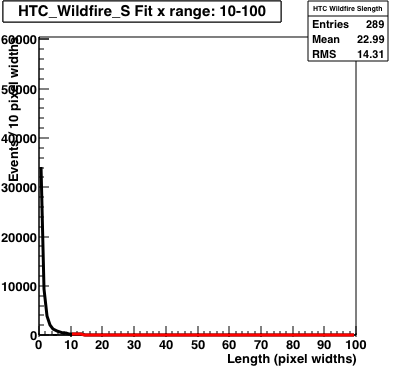 HTC_Wildfire_S Fit x range: 10-100
HTC Wildfire Slength
Entries 289
Mean 22.99
RMS 14.31
Events / 10 pixel widths
60000
50000
40000
30000
20000
10000
0
0 10 20 30 40 50 60 70 80 90 100
Length (pixel widths)